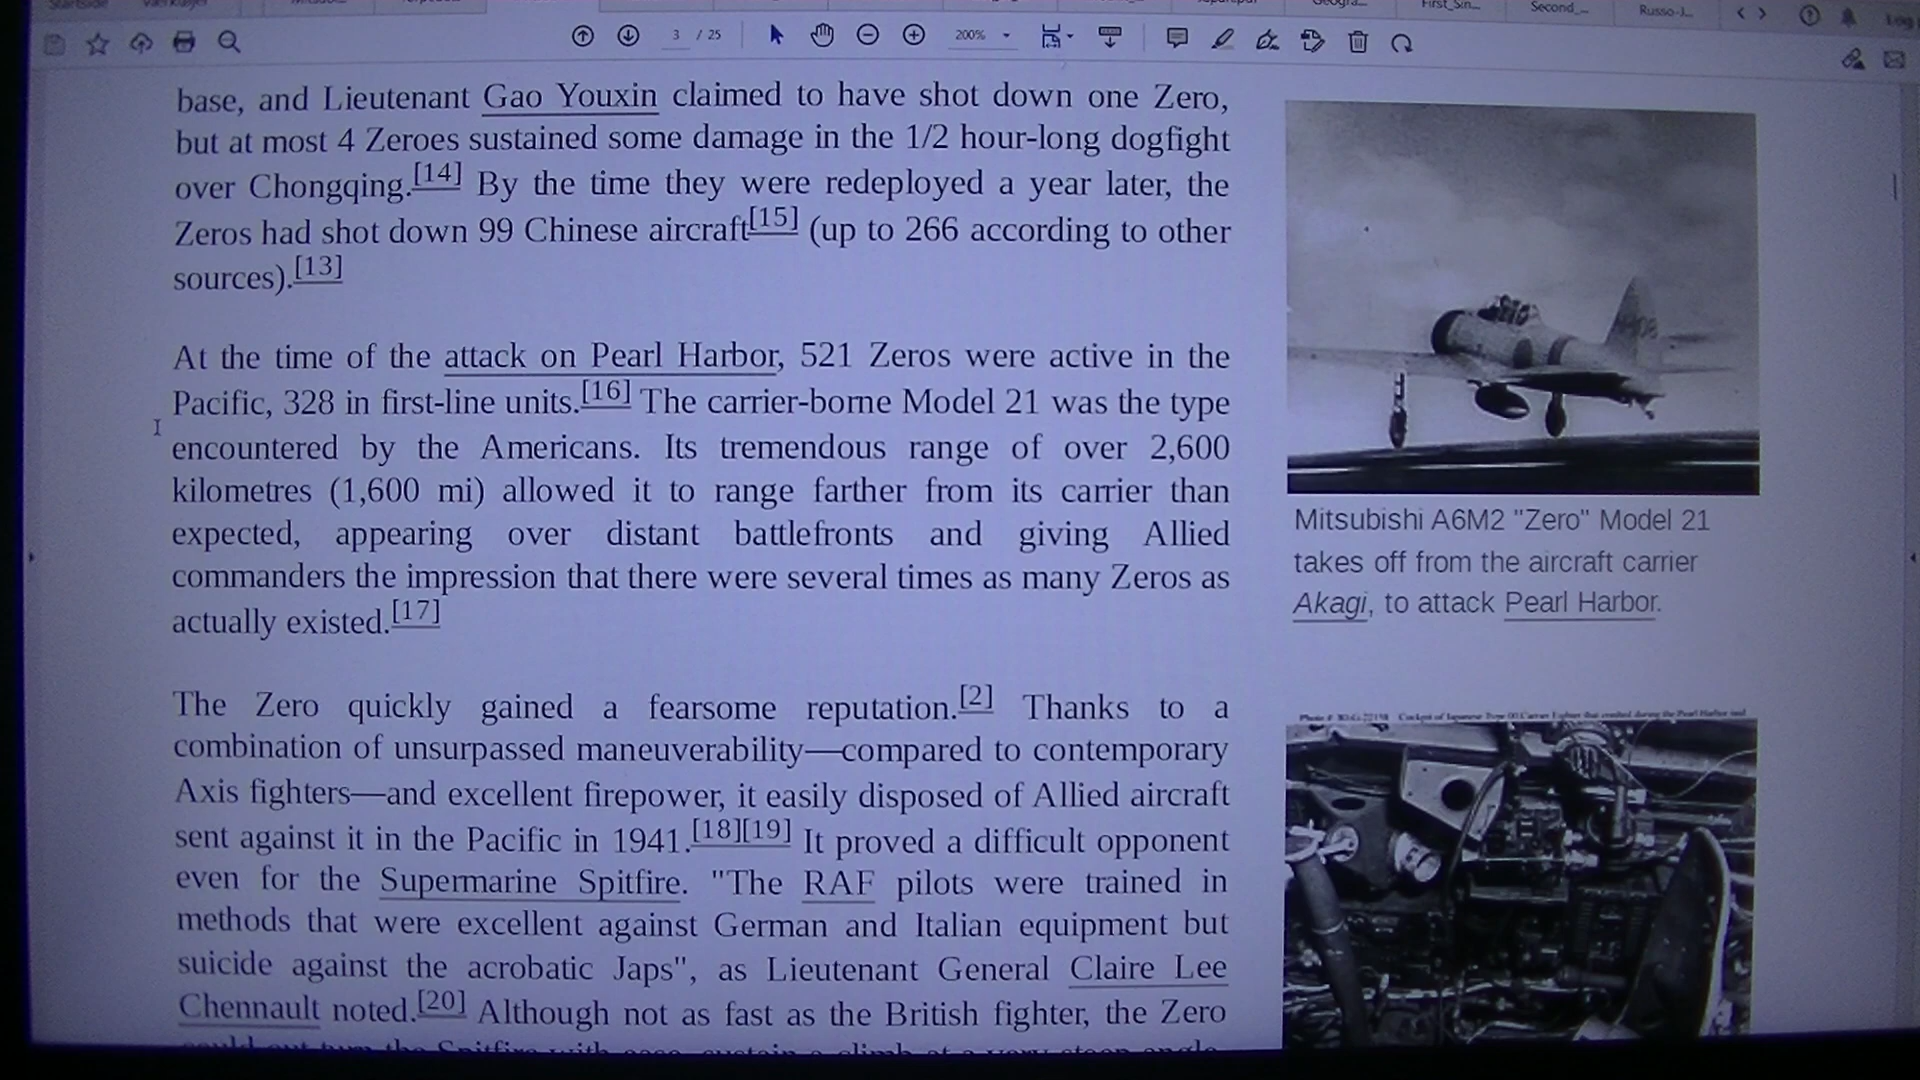 3 / 25
200%
First_Sin...
Second_...
Russo-J...
base, and Lieutenant Gao Youxin claimed to have shot down one Zero,
but at most 4 Zeroes sustained some damage in the 1/2 hour-long dogfight
over Chongqing.[14] By the time they were redeployed a year later, the
Zeros had shot down 99 Chinese aircraft[15] (up to 266 according to other
sources).[13]
At the time of the attack on Pearl Harbor, 521 Zeros were active in the
Pacific, 328 in first-line units.[16] The carrier-borne Model 21 was the type
encountered by the Americans. Its tremendous range of over 2,600
kilometres (1,600 mi) allowed it to range farther from its carrier than
expected, appearing over distant battlefronts and giving Allied
commanders the impression that there were several times as many Zeros as
actually existed.[17]
The Zero quickly gained a fearsome reputation.[2] Thanks to a
combination of unsurpassed maneuverability—compared to contemporary
Axis fighters—and excellent firepower, it easily disposed of Allied aircraft
sent against it in the Pacific in 1941.[18][19] It proved a difficult opponent
even for the Supermarine Spitfire. "The RAF pilots were trained in
methods that were excellent against German and Italian equipment but
suicide against the acrobatic Japs", as Lieutenant General Claire Lee
Chennault noted.[20] Although not as fast as the British fighter, the Zero
Mitsubishi A6M2 "Zero" Model 21
takes off from the aircraft carrier
Akagi, to attack Pearl Harbor.